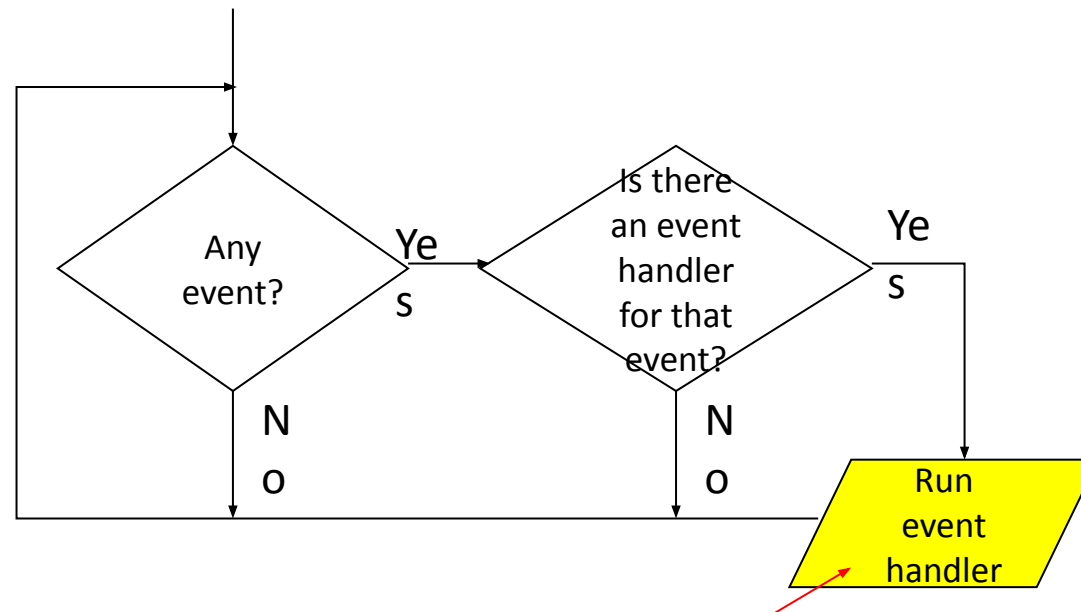 Any
event?
Ye
s
N
o
Is there
an event
handler
for that
event?
Ye
s
N
o
Run
event
handler